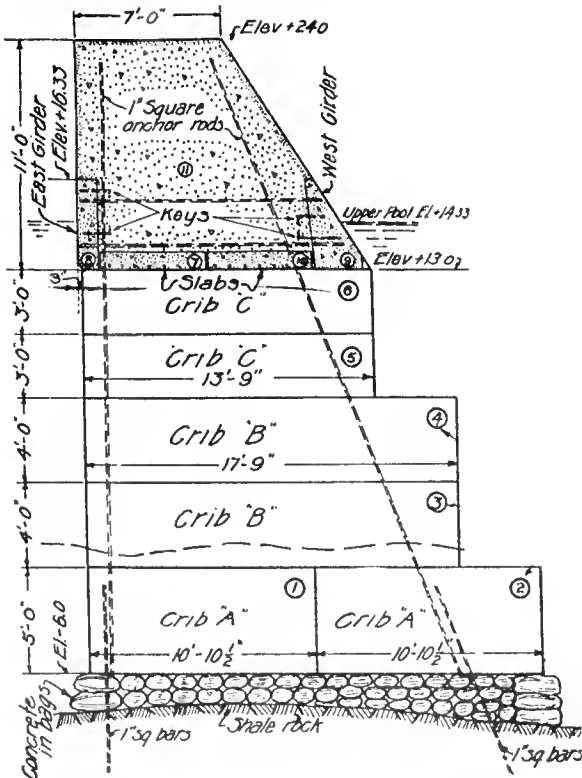 7'-0"
Elev +24.0
1" Square
anchor rods
West Girder
East Girder
Elev +16.33
11'-0"
⑪
Keys
Upper Pool El. +14.33
⑧
⑦
⑩
⑨
Elev +13.0
3"
Slabs
Crib "C"
⑥
3'-0"
Crib "C"
⑤
13'-9"
3'-0"
Crib "B"
④
17'-9"
4'-0"
Crib "B"
③
4'-0"
①
②
Crib "A"
Crib "A"
10'-10½"
10'-10½"
5'-0"
El. -6.0
Concrete
in bags
Shale rock
1" sq bars
1" sq bars